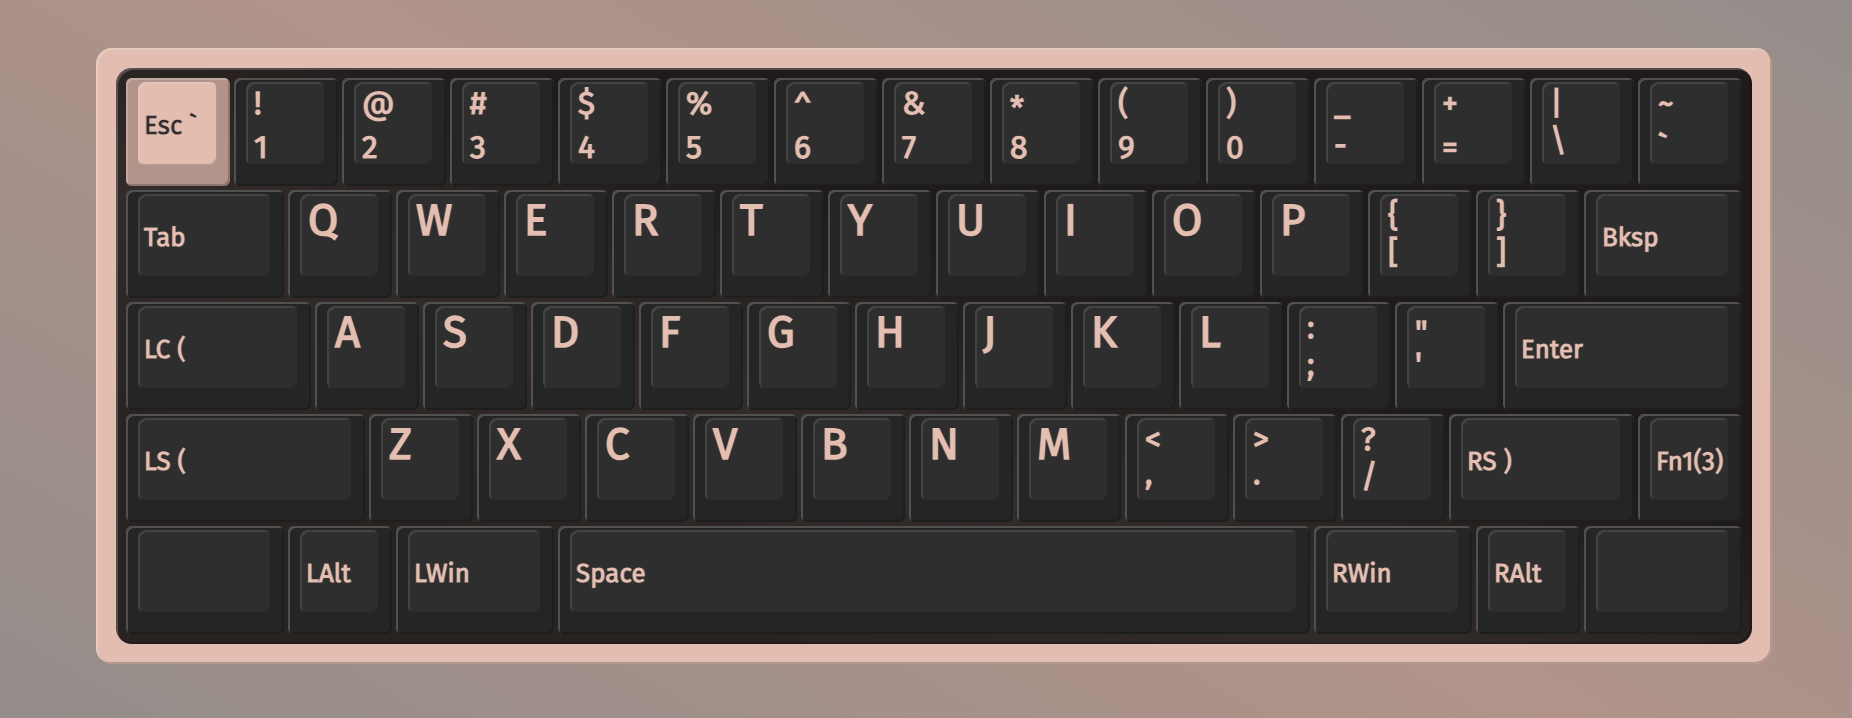 Esc ` ! 1 @ 2 # 3 $ 4 % 5 ^ 6 & 7 * 8 ( 9 ) 0 _ - + = | \ ~ `
Tab Q W E R T Y U I O P { [ } ] Bksp
LC ( A S D F G H J K L : ; " ' Enter
LS ( Z X C V B N M < , > . ? / RS ) Fn1(3)
LAlt LWin Space RWin RAlt